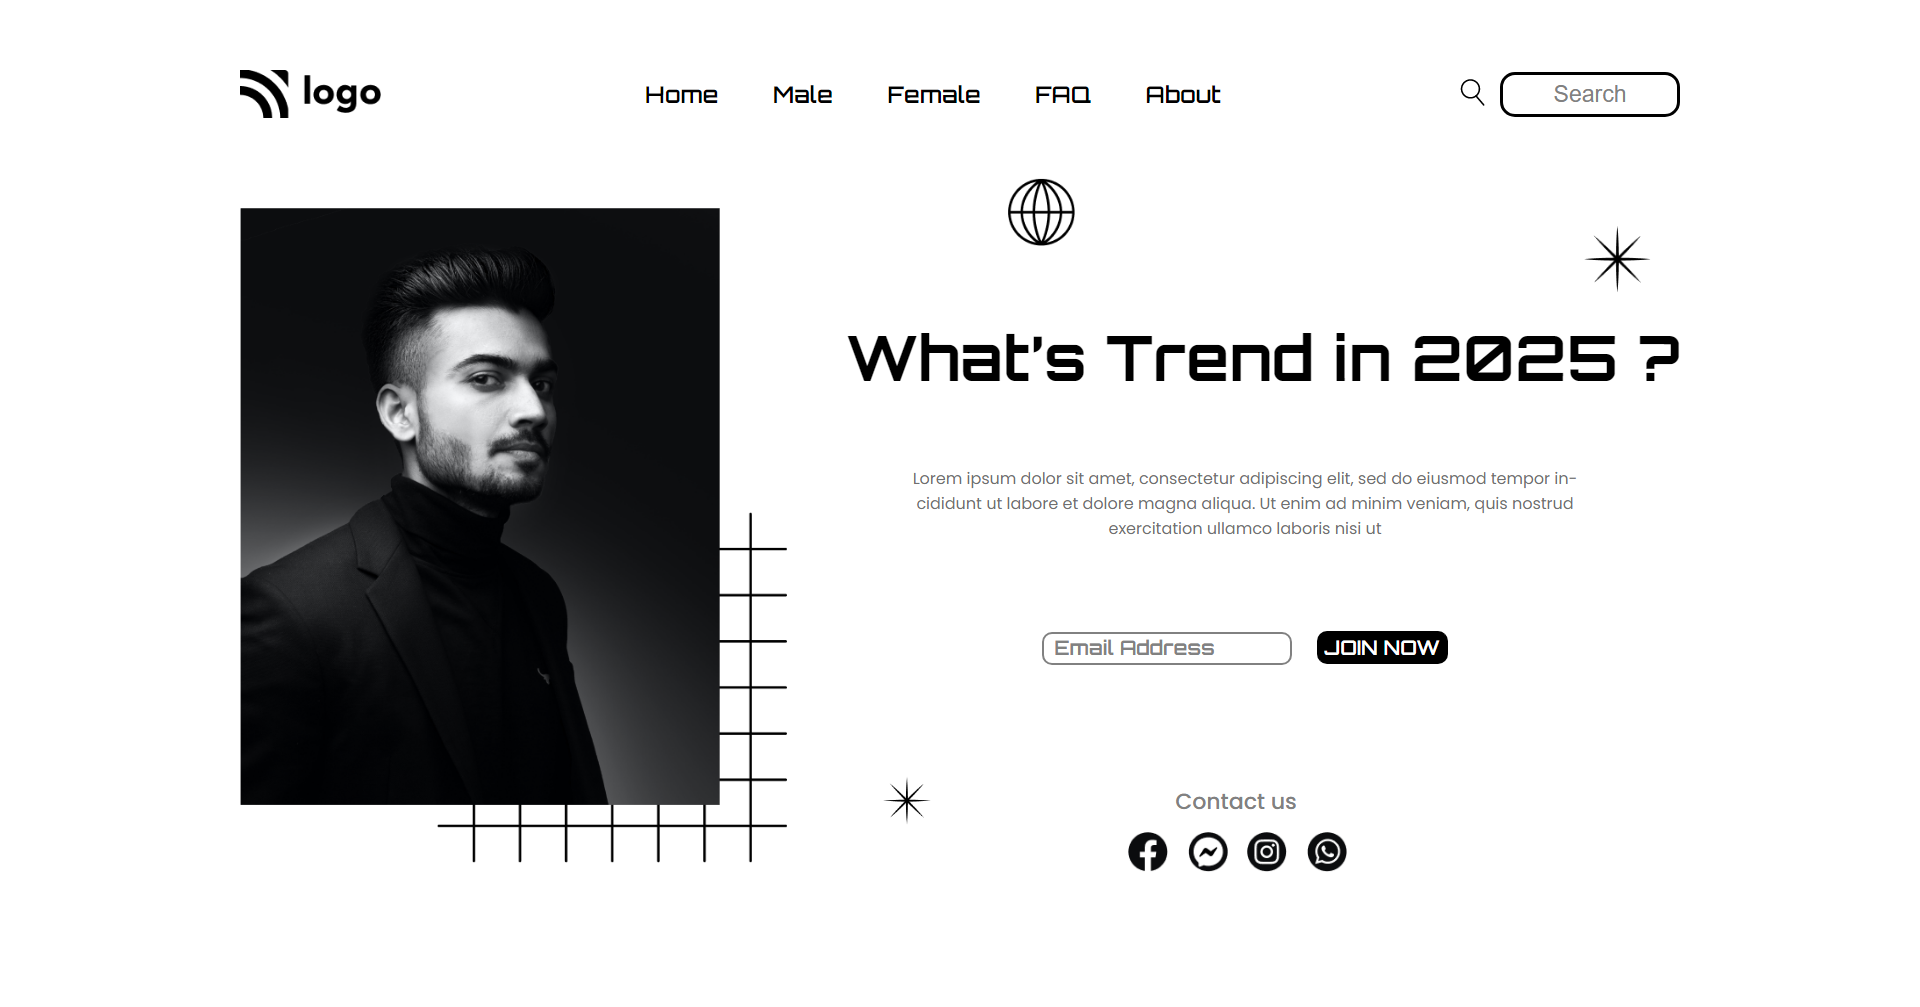 logo
Home Male Female FAQ About
Search
What's Trend in 2025 ?
Lorem ipsum dolor sit amet, consectetur adipiscing elit, sed do eiusmod tempor in-
cididunt ut labore et dolore magna aliqua. Ut enim ad minim veniam, quis nostrud
exercitation ullamco laboris nisi ut
Email Address JOIN NOW
Contact us